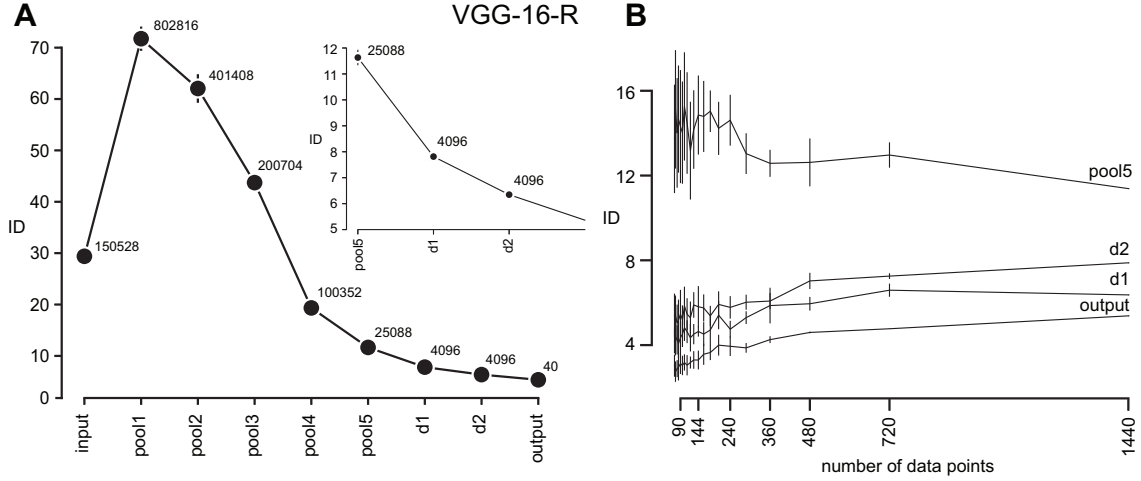 A
VGG-16-R
B
ID
70
60
50
40
30
20
10
0
150528
802816
401408
200704
100352
25088
4096
4096
40
input
pool1
pool2
pool3
pool4
pool5
d1
d2
output
ID
12
11
10
9
8
7
6
5
25088
4096
4096
pool5
d1
d2
ID
16
12
8
4
pool5
d2
d1
output
90
144
240
360
480
720
1440
number of data points